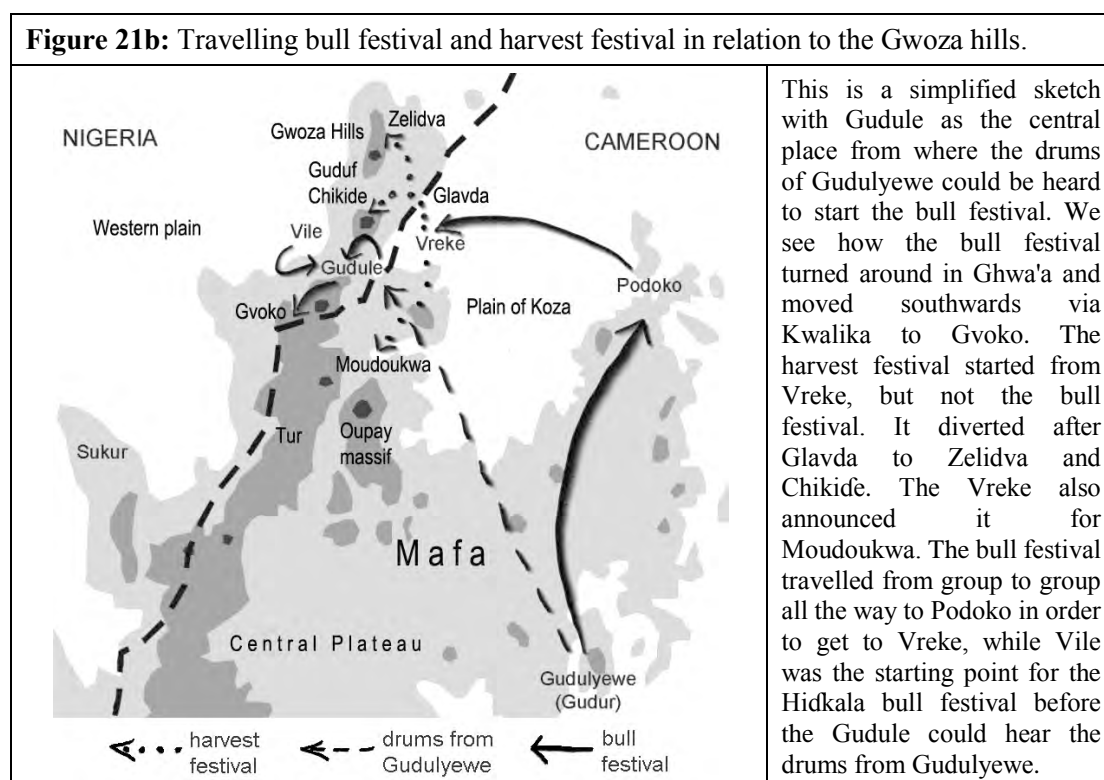 Figure 21b: Travelling bull festival and harvest festival in relation to the Gwoza hills.
NIGERIA
CAMEROON
Zelidva
Gwoza Hills
Guduf
Chikide
Glavda
Western plain
Vile
Vreke
Gudule
Podoko
Gvoko
Plain of Koza
Moudoukwa
Tur
Oupay
massif
Sukur
Mafa
Central Plateau
Gudulyewe
(Gudur)
harvest
festival
drums from
Gudulyewe
bull
festival
This is a simplified sketch
with Gudule as the central
place from where the drums
of Gudulyewe could be heard
to start the bull festival. We
see how the bull festival
turned around in Ghwa'a and
moved southwards via
Kwalika to Gvoko. The
harvest festival started from
Vreke, but not the bull
festival. It diverted after
Glavda to Zelidva and
Chikiɗe. The Vreke also
announced it for
Moudoukwa. The bull festival
travelled from group to group
all the way to Podoko in order
to get to Vreke, while Vile
was the starting point for the
Hiɗkala bull festival before
the Gudule could hear the
drums from Gudulyewe.